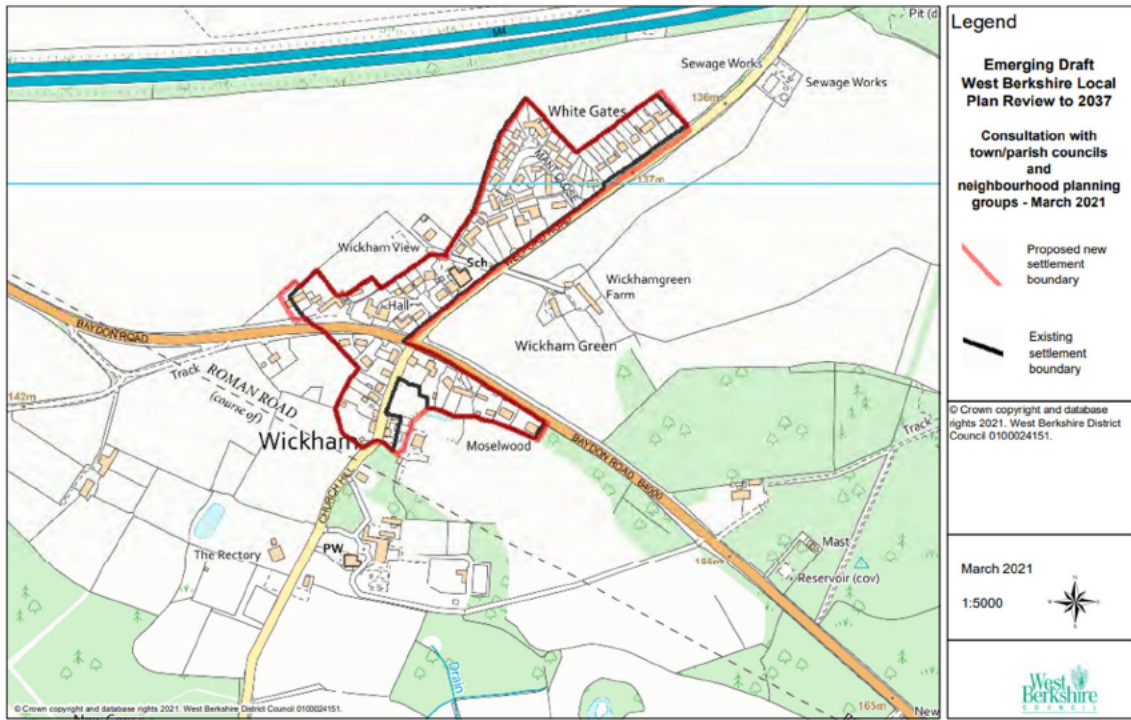 M4
Pit (d
Sewage Works
Sewage Works
136m
White Gates
MANT CLOSE
137m
Wickham View
Sch
Wickhamgreen
Farm
Hall
BAYDON ROAD
Wickham Green
Track
ROMAN ROAD
(course of)
142m
Wickham
Moselwood
BAYDON ROAD B4000
Track
CHURCH HILL
The Rectory
PW
Mast
Reservoir (cov)
Drain
165m
New
© Crown copyright and database rights 2021. West Berkshire District Council 0100024151.
Legend
Emerging Draft
West Berkshire Local
Plan Review to 2037
Consultation with
town/parish councils
and
neighbourhood planning
groups - March 2021
Proposed new
settlement
boundary
Existing
settlement
boundary
© Crown copyright and database
rights 2021. West Berkshire District
Council 0100024151.
March 2021
1:5000
West
Berkshire
COUNCIL